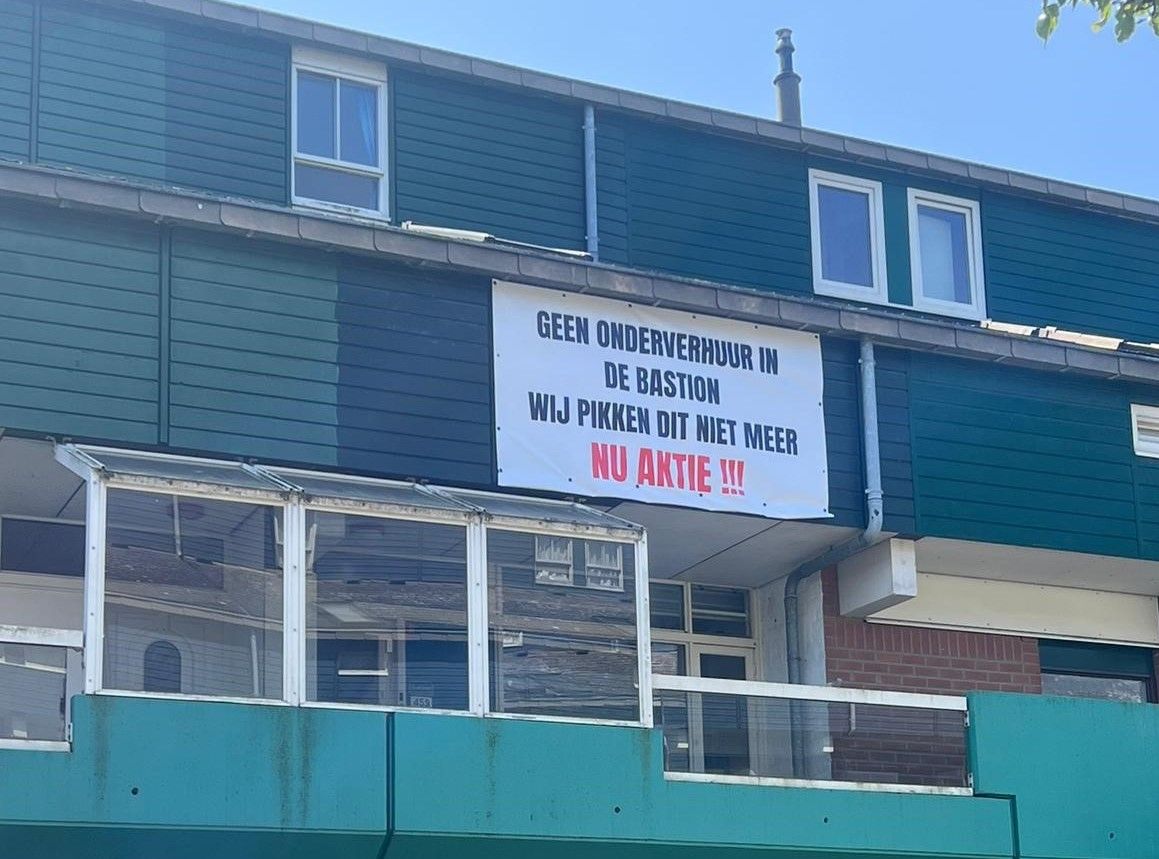 GEEN ONDERVERHUUR IN
DE BASTION
WIJ PIKKEN DIT NIET MEER
NU AKTIE !!!